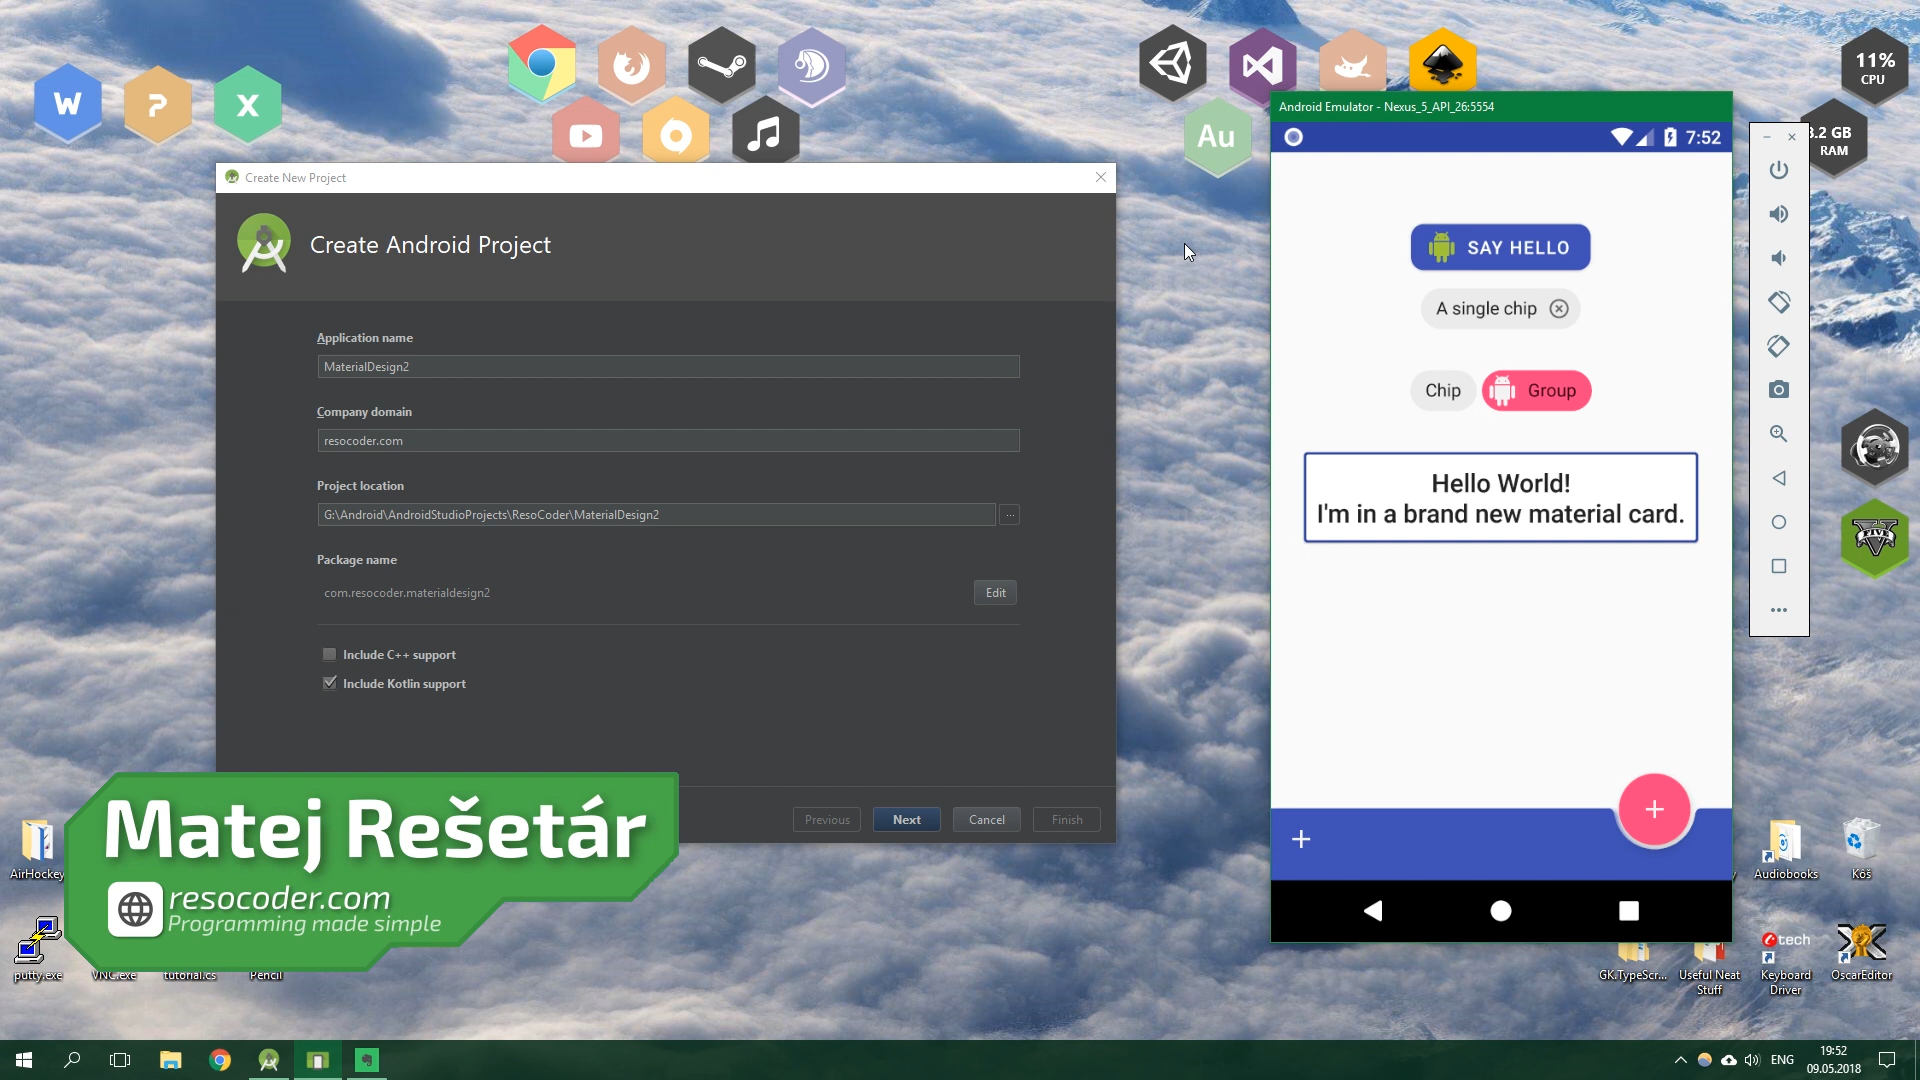 W
P
X
Au
11%
CPU
3.2 GB
RAM
Create New Project
Create Android Project
Application name
MaterialDesign2
Company domain
resocoder.com
Project location
G:\Android\AndroidStudioProjects\ResoCoder\MaterialDesign2
...
Package name
com.resocoder.materialdesign2
Edit
Include C++ support
Include Kotlin support
Previous
Next
Cancel
Finish
Android Emulator - Nexus_5_API_26:5554
7:52
SAY HELLO
A single chip
Chip
Group
Hello World!
I'm in a brand new material card.
FIVE
Matej Rešetár
resocoder.com
Programming made simple
AirHockey
putty.exe
VNC.exe
tutorial.cs
Pencil
Audiobooks
Kôš
GK.TypeScr...
Useful Neat
Stuff
tech
Keyboard
Driver
OscarEditor
ENG
19:52
09.05.2018